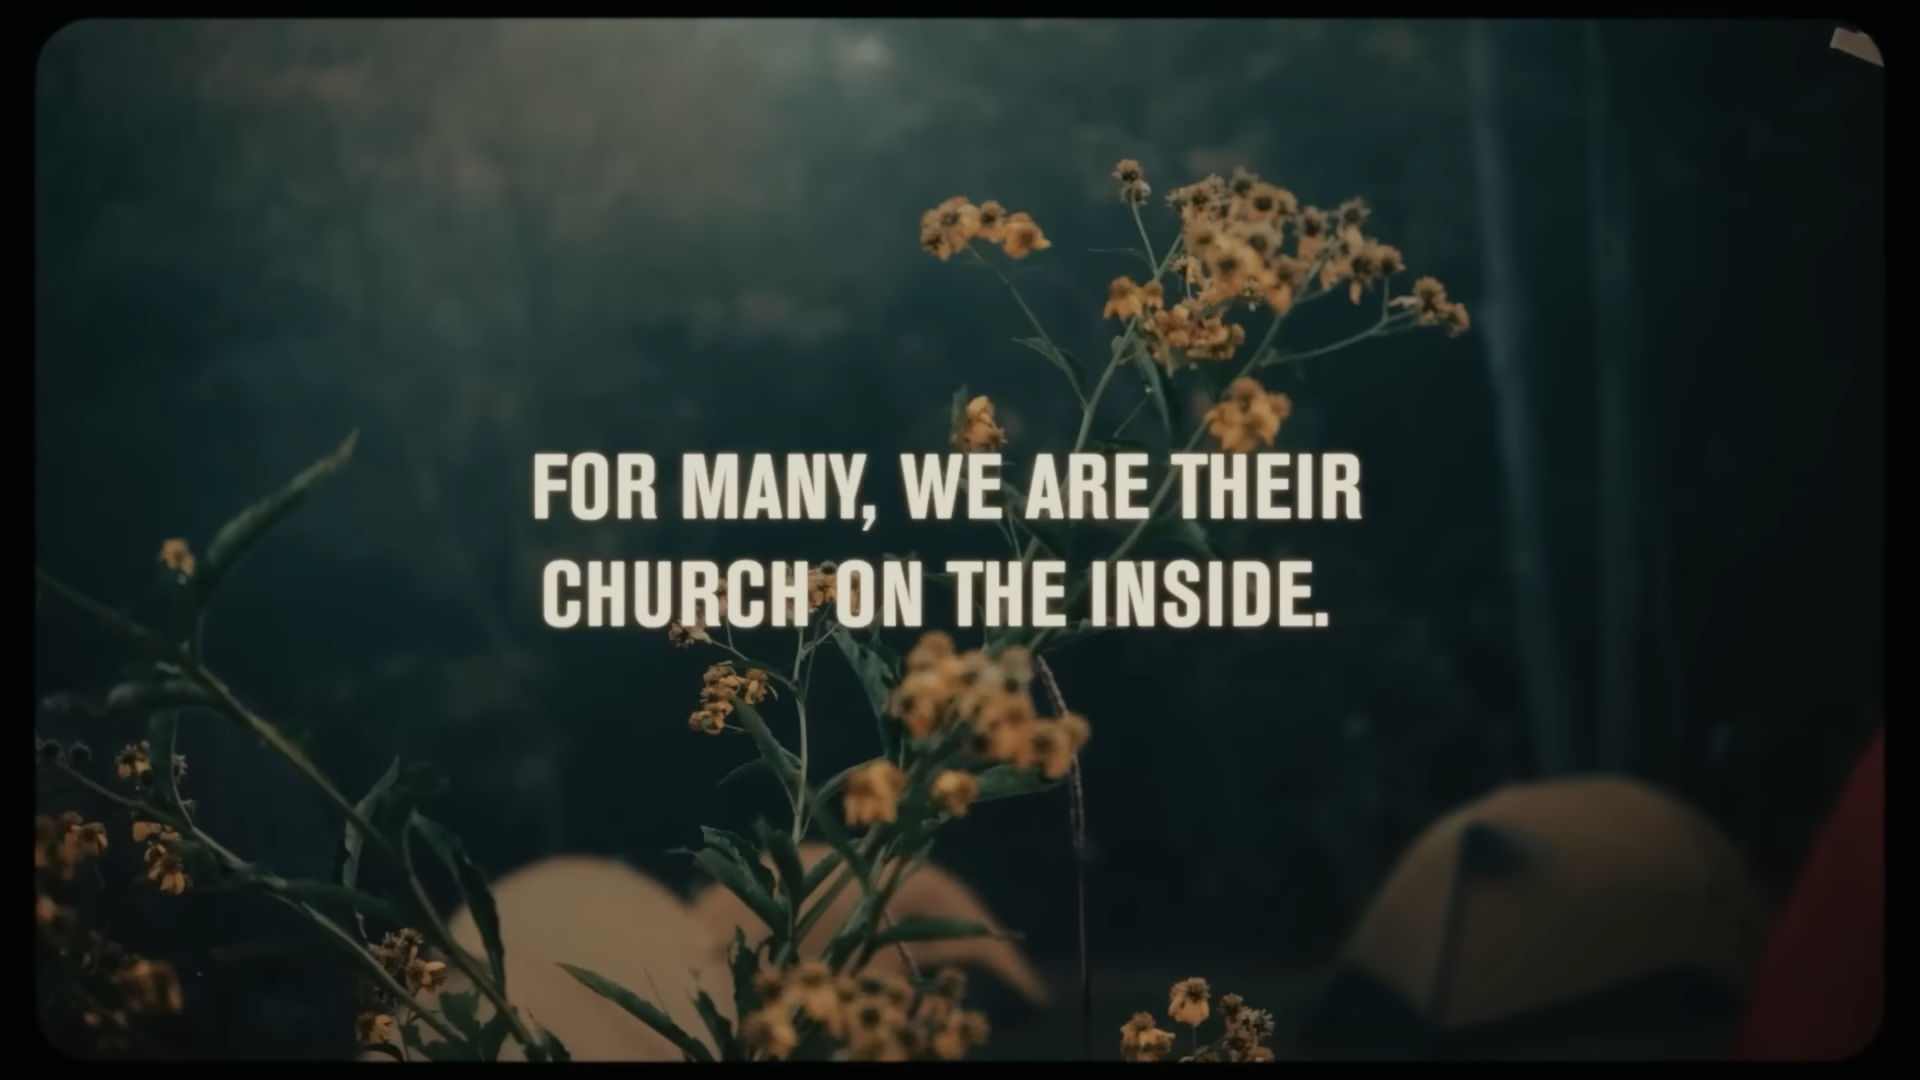 FOR MANY, WE ARE THEIR
CHURCH ON THE INSIDE.